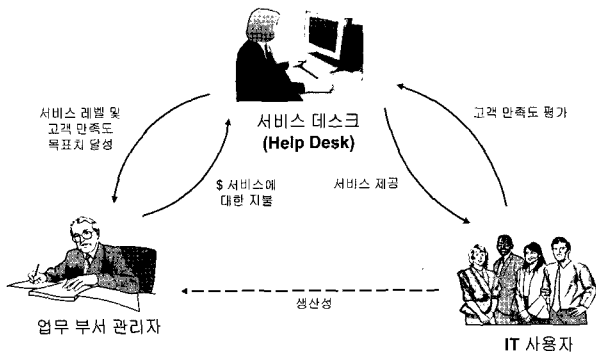 서비스 레벨 및
고객 만족도
목표치 달성
서비스 데스크
(Help Desk)
고객 만족도 평가
$ 서비스에
대한 지불
서비스 제공
생산성
업무 부서 관리자
IT 사용자